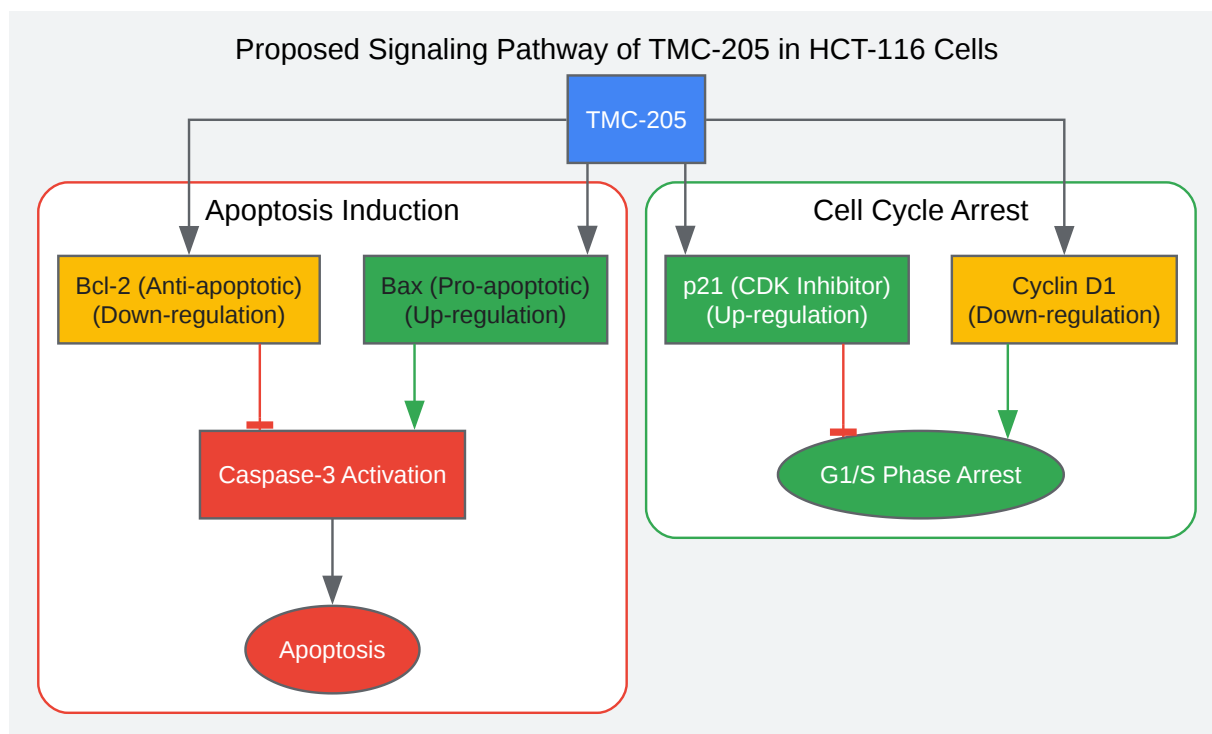 Proposed Signaling Pathway of TMC-205 in HCT-116 Cells
TMC-205
Apoptosis Induction
Bcl-2 (Anti-apoptotic)
(Down-regulation)
Bax (Pro-apoptotic)
(Up-regulation)
Caspase-3 Activation
Apoptosis
Cell Cycle Arrest
p21 (CDK Inhibitor)
(Up-regulation)
Cyclin D1
(Down-regulation)
G1/S Phase Arrest